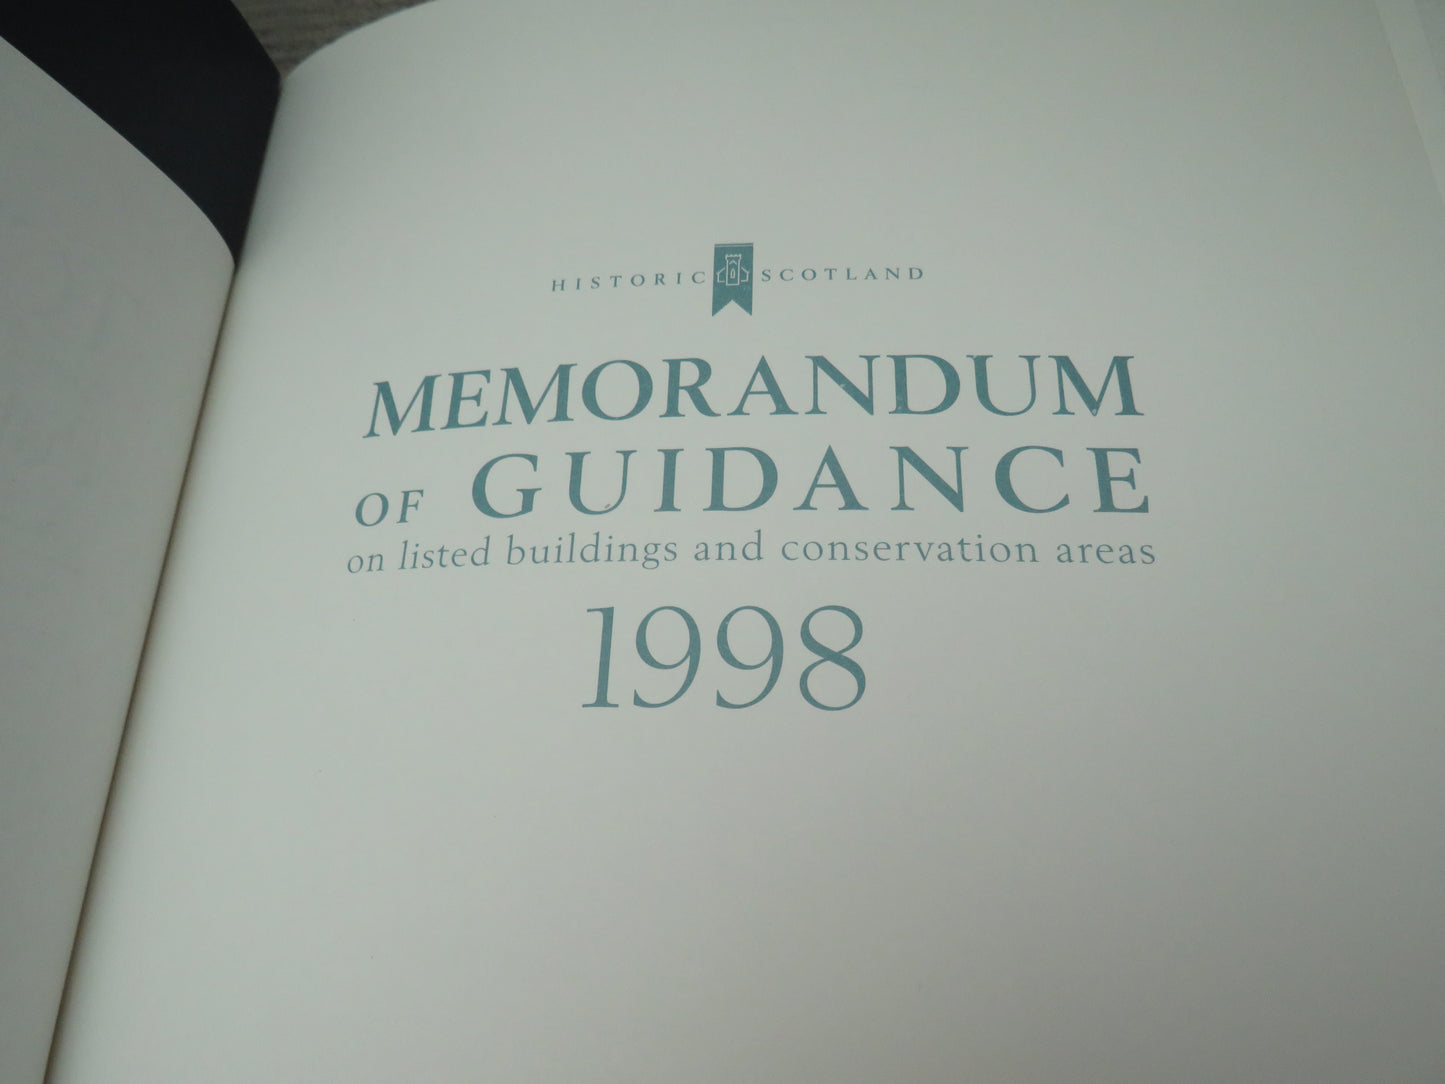 HISTORIC SCOTLAND
MEMORANDUM
OF GUIDANCE
on listed buildings and conservation areas
1998